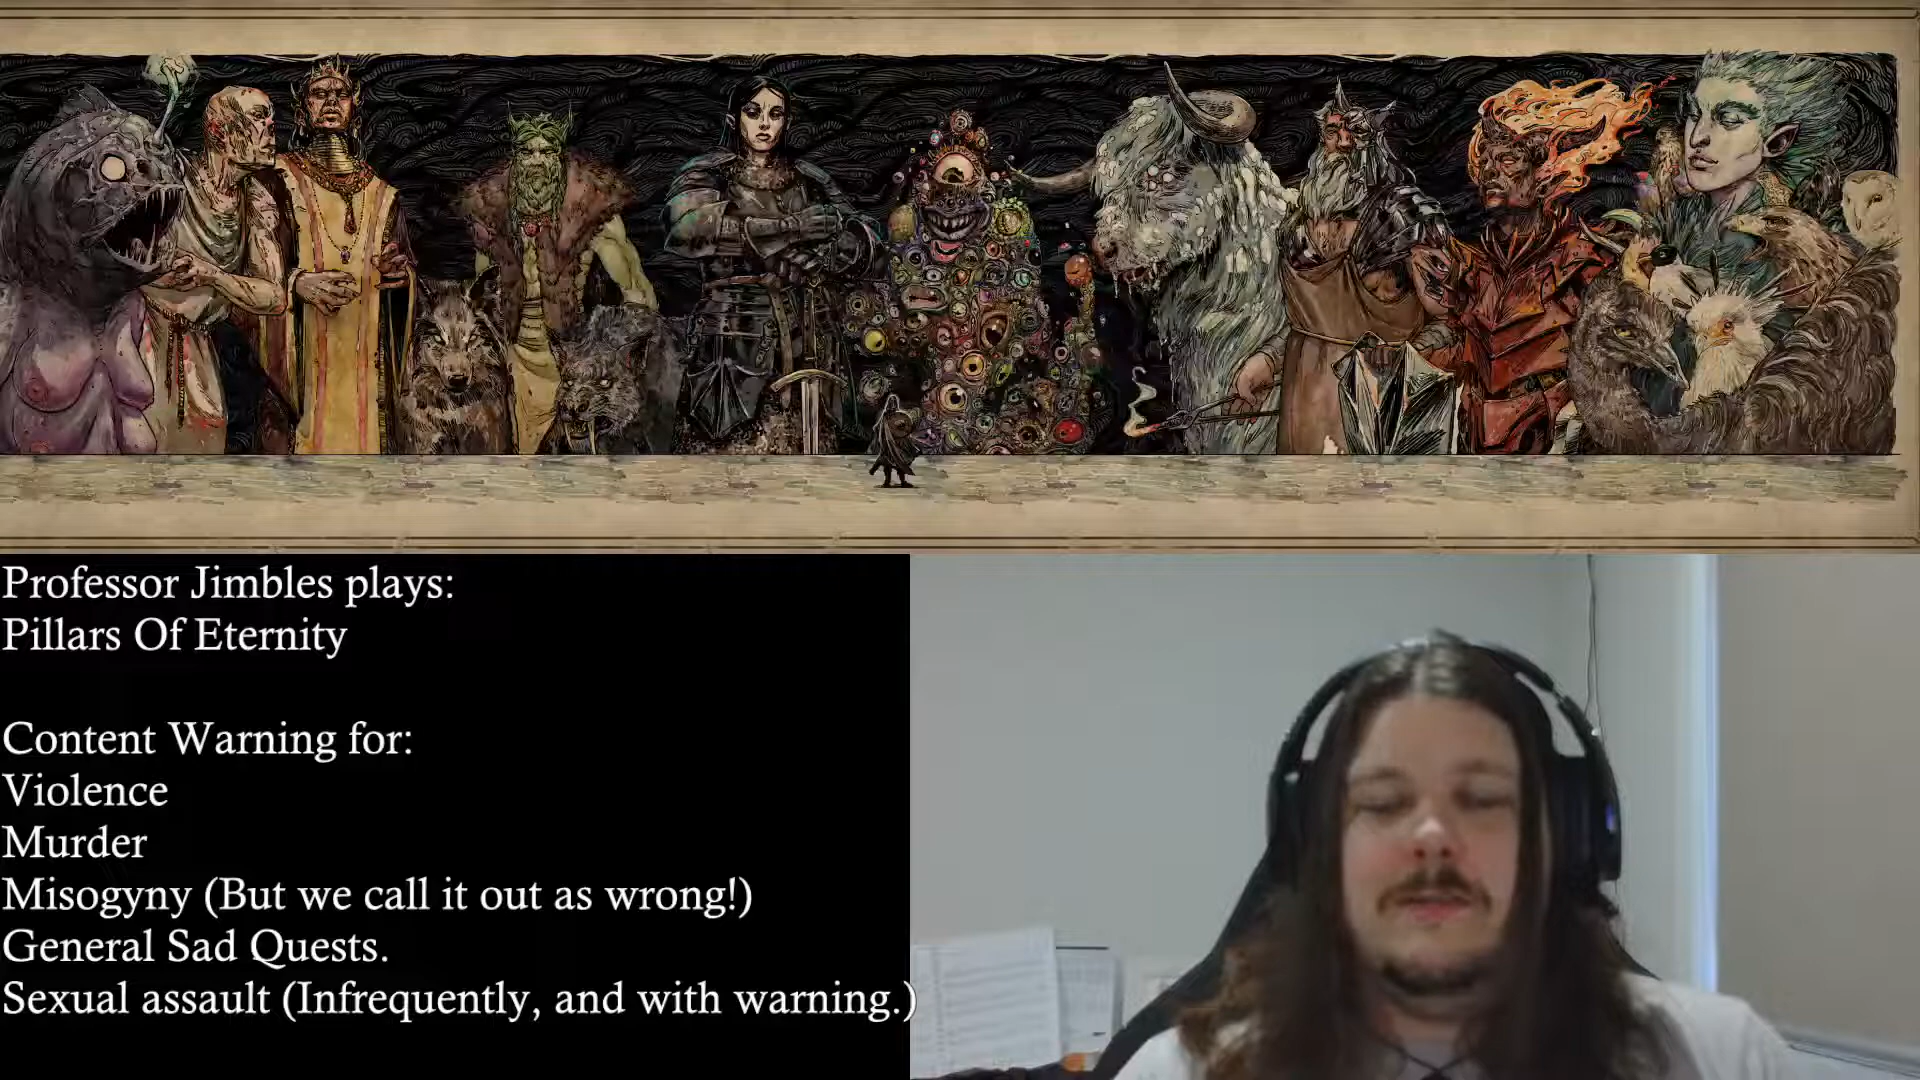 Professor Jimbles plays:
Pillars Of Eternity
Content Warning for:
Violence
Murder
Misogyny (But we call it out as wrong!)
General Sad Quests.
Sexual assault (Infrequently, and with warning.)